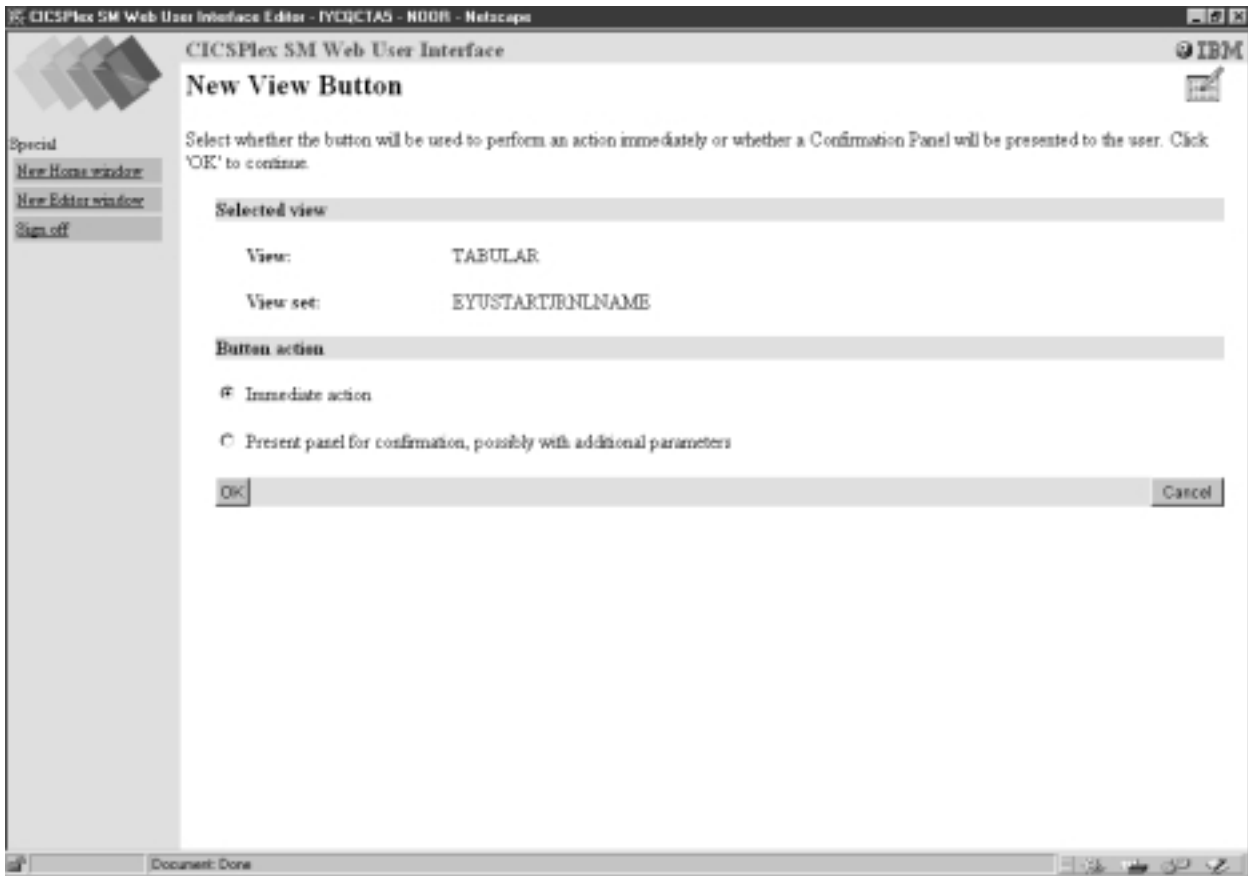 CICSPlex SM Web User Interface Editor - IYCQCTA5 - NOOR - Netscape
CICSPlex SM Web User Interface
IBM
New View Button
Special
New Home window
New Editor window
Sign off
Select whether the button will be used to perform an action immediately or whether a Confirmation Panel will be presented to the user. Click
'OK' to continue.
Selected view
View: TABULAR
View set: EYUSTARTJRNLNAME
Button action
Immediate action
Present panel for confirmation, possibly with additional parameters
OK
Cancel
Document: Done